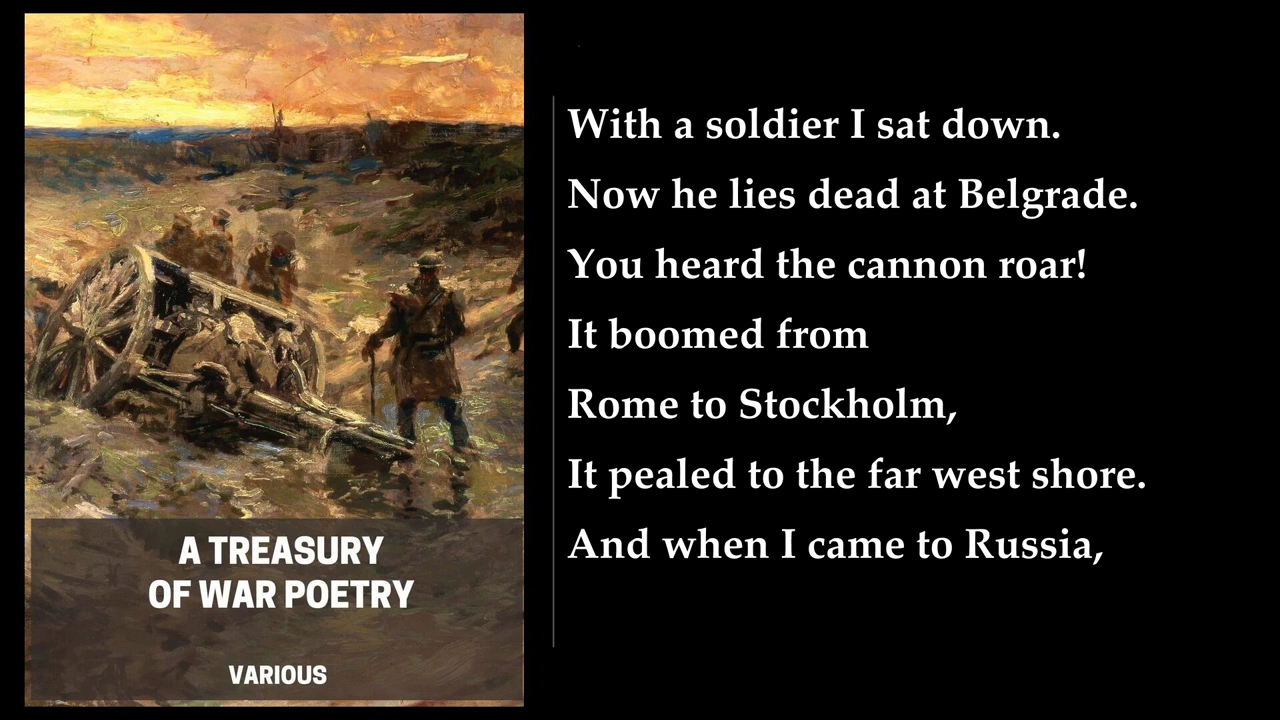 A TREASURY
OF WAR POETRY
VARIOUS
With a soldier I sat down.
Now he lies dead at Belgrade.
You heard the cannon roar!
It boomed from
Rome to Stockholm,
It pealed to the far west shore.
And when I came to Russia,